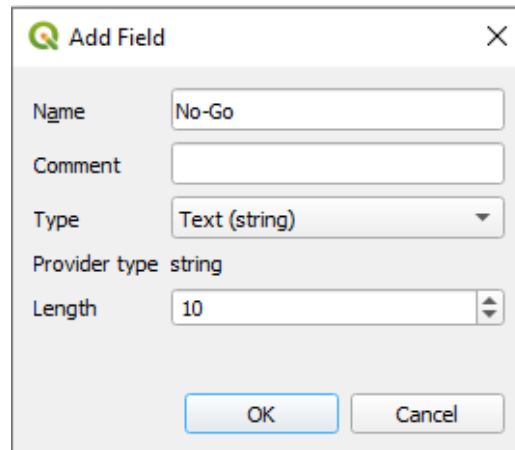 Add Field
Name No-Go
Comment
Type Text (string)
Provider type string
Length 10
OK Cancel